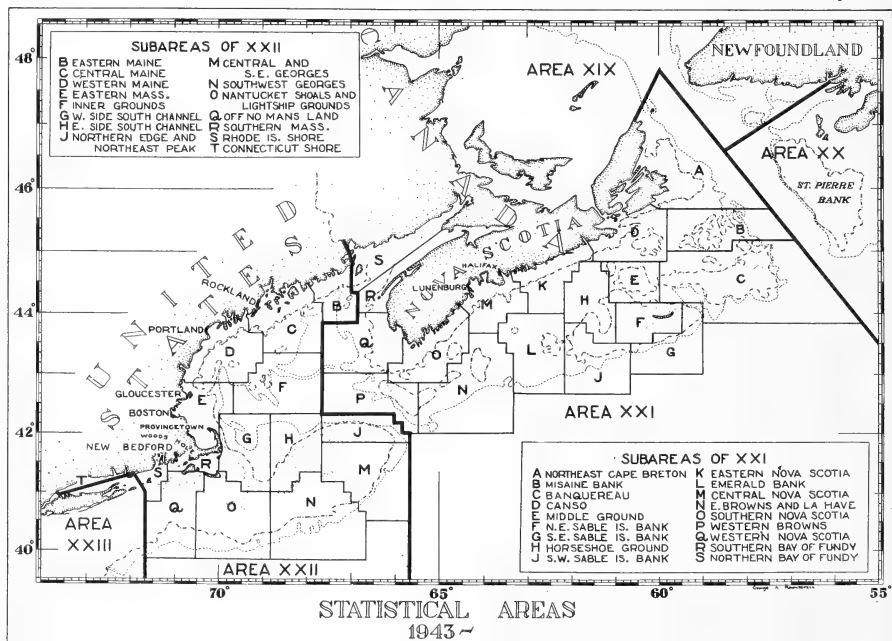 SUBAREAS OF XXII
B EASTERN MAINE
C CENTRAL MAINE
D WESTERN MAINE
E EASTERN MASS.
F INNER GROUNDS
G W. SIDE SOUTH CHANNEL
H E. SIDE SOUTH CHANNEL
J NORTHERN EDGE AND
NORTHEAST PEAK
M CENTRAL AND
S.E. GEORGES
N SOUTHWEST GEORGES
O NANTUCKET SHOALS AND
LIGHTSHIP GROUNDS
Q OFF NO MANS LAND
R SOUTHERN MASS.
S RHODE IS. SHORE
T CONNECTICUT SHORE
NEWFOUNDLAND
AREA XIX
AREA XX
ST. PIERRE
BANK
CANADA
UNITED
STATES
NOVA SCOTIA
HALIFAX
LUNENBURG
ROCKLAND
PORTLAND
GLOUCESTER
BOSTON
PROVINCETOWN
WOODS HOLE
NEW BEDFORD
A
B
C
D
E
F
G
H
J
K
L
M
N
O
P
Q
R
S
B
C
D
E
F
G
H
J
M
N
O
Q
R
S
T
AREA XXI
AREA XXII
AREA
XXIII
SUBAREAS OF XXI
A NORTHEAST CAPE BRETON
B MISAINE BANK
C BANQUEREAU
D CANSO
E MIDDLE GROUND
F N.E. SABLE IS. BANK
G S.E. SABLE IS. BANK
H HORSESHOE GROUND
J S.W. SABLE IS. BANK
K EASTERN NOVA SCOTIA
L EMERALD BANK
M CENTRAL NOVA SCOTIA
N E. BROWNS AND LA HAVE
O SOUTHERN NOVA SCOTIA
P WESTERN BROWNS
Q WESTERN NOVA SCOTIA
R SOUTHERN BAY OF FUNDY
S NORTHERN BAY OF FUNDY
48°
46°
44°
43°
42°
41°
40°
70°
65°
60°
55°
STATISTICAL AREAS
1943~